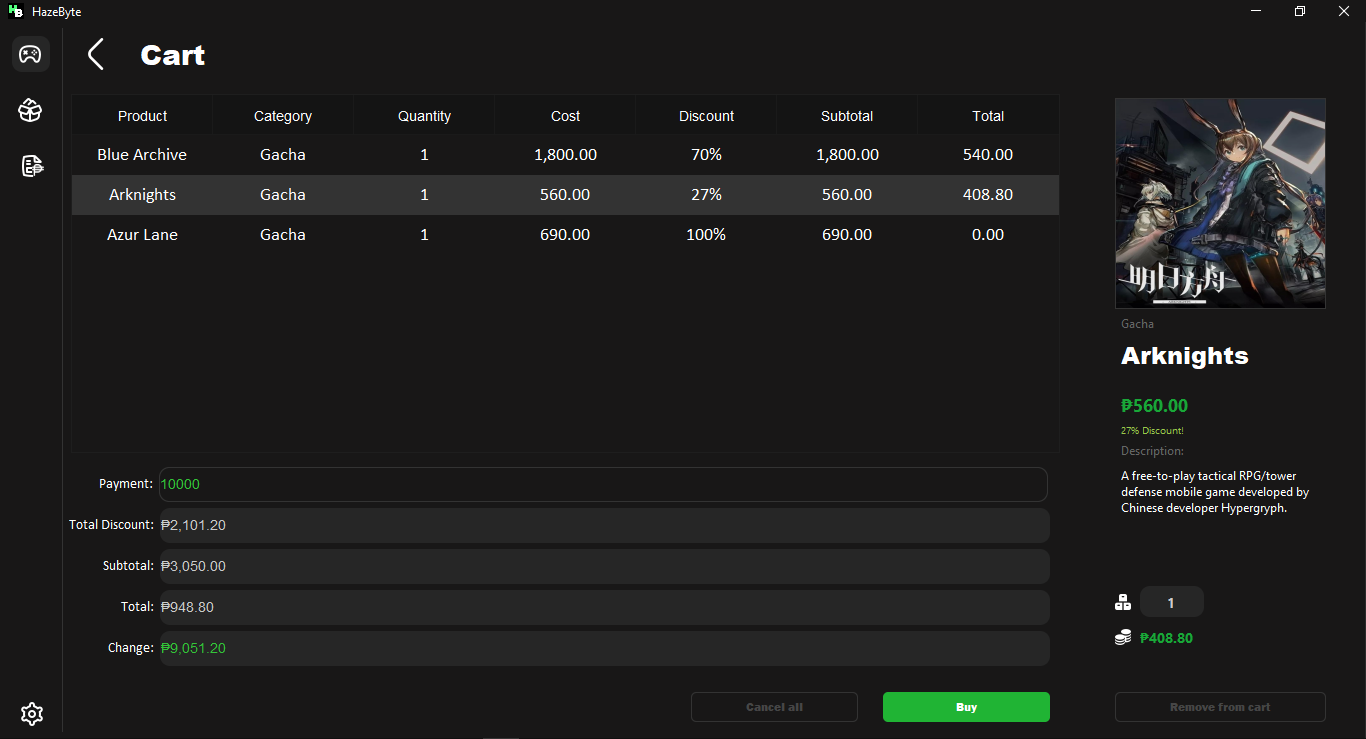 HazeByte
Cart
Product Category Quantity Cost Discount Subtotal Total
Blue Archive Gacha 1 1,800.00 70% 1,800.00 540.00
Arknights Gacha 1 560.00 27% 560.00 408.80
Azur Lane Gacha 1 690.00 100% 690.00 0.00
Payment: 10000
Total Discount: ₱2,101.20
Subtotal: ₱3,050.00
Total: ₱948.80
Change: ₱9,051.20
Cancel all Buy
明日方舟
Gacha
Arknights
₱560.00
27% Discount!
Description:
A free-to-play tactical RPG/tower
defense mobile game developed by
Chinese developer Hypergryph.
1
₱408.80
Remove from cart